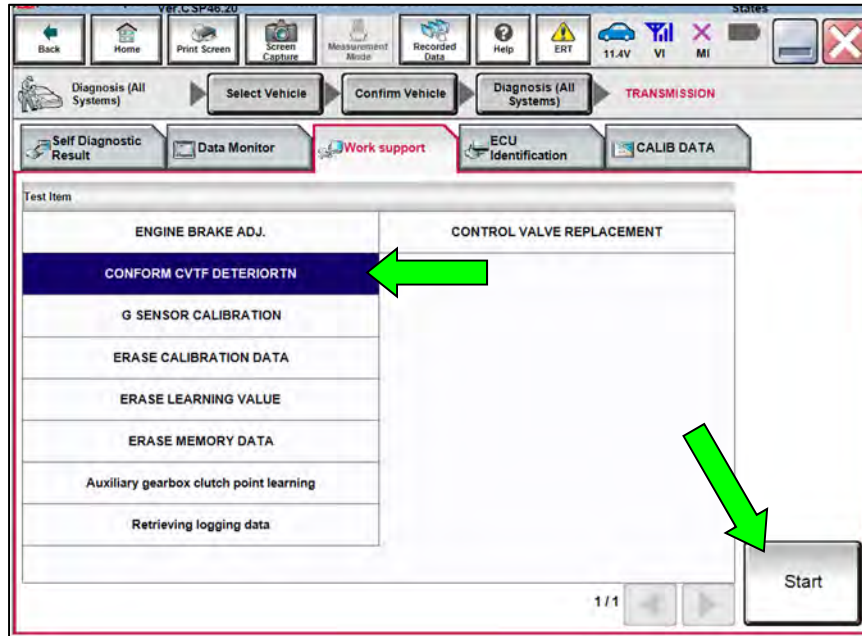 Ver.CSP46.20
States
Back
Home
Print Screen
Screen
Capture
Measurement
Mode
Recorded
Data
Help
ERT
11.4V
VI
MI
Diagnosis (All
Systems)
Select Vehicle
Confirm Vehicle
Diagnosis (All
Systems)
TRANSMISSION
Self Diagnostic
Result
Data Monitor
Work support
ECU
Identification
CALIB DATA
Test Item
ENGINE BRAKE ADJ.
CONTROL VALVE REPLACEMENT
CONFORM CVTF DETERIORTN
G SENSOR CALIBRATION
ERASE CALIBRATION DATA
ERASE LEARNING VALUE
ERASE MEMORY DATA
Auxiliary gearbox clutch point learning
Retrieving logging data
1/1
Start